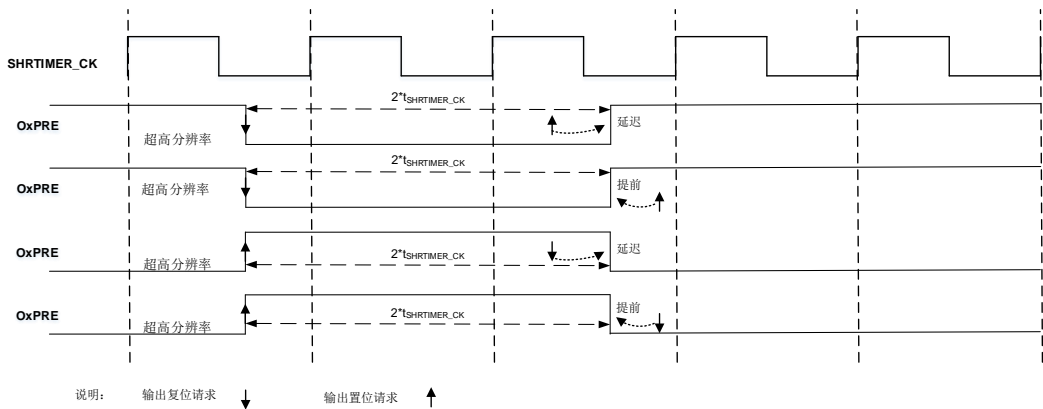 SHRTIMER_CK
2*tSHRTIMER_CK
OxPRE
超高分辨率
延迟
2*tSHRTIMER_CK
OxPRE
超高分辨率
提前
OxPRE
超高分辨率
2*tSHRTIMER_CK
延迟
OxPRE
超高分辨率
2*tSHRTIMER_CK
提前
说明： 输出复位请求 输出置位请求